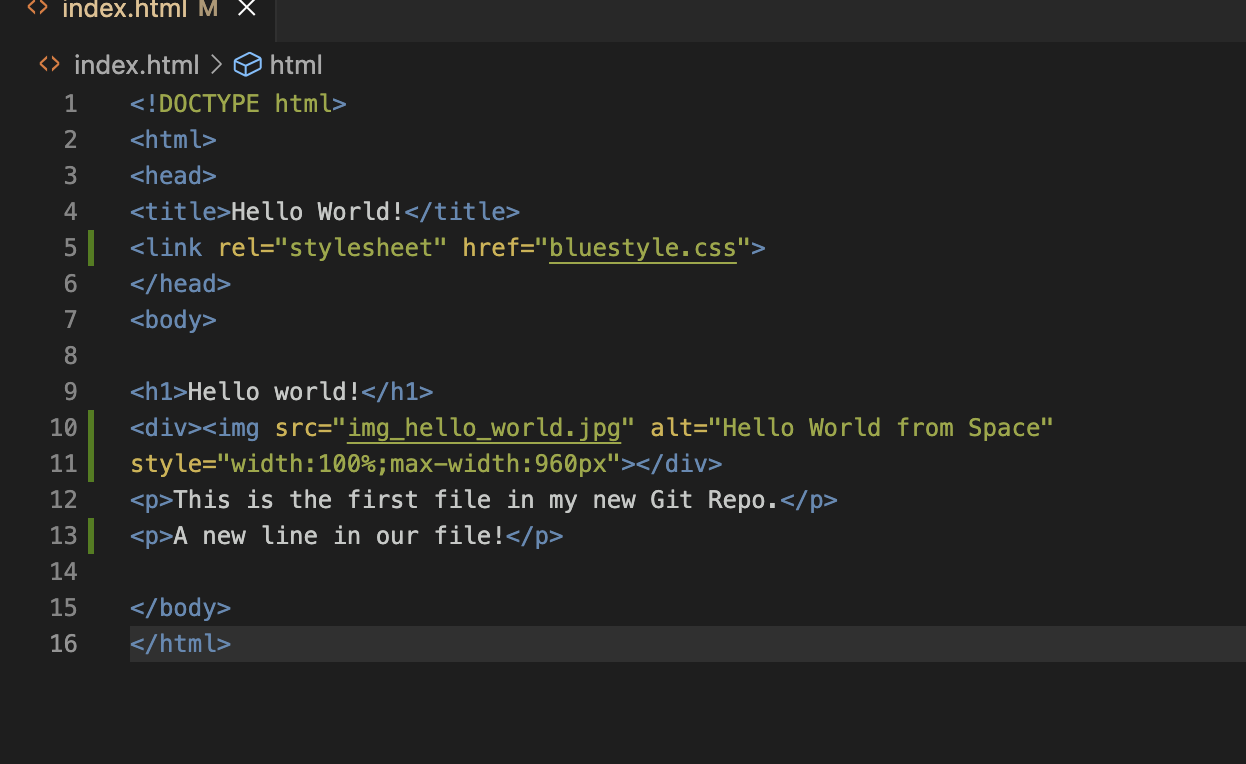 index.html M
index.html > html
1 <!DOCTYPE html>
2 <html>
3 <head>
4 <title>Hello World!</title>
5 <link rel="stylesheet" href="bluestyle.css">
6 </head>
7 <body>
8
9 <h1>Hello world!</h1>
10 <div><img src="img_hello_world.jpg" alt="Hello World from Space"
11 style="width:100%;max-width:960px"></div>
12 <p>This is the first file in my new Git Repo.</p>
13 <p>A new line in our file!</p>
14
15 </body>
16 </html>